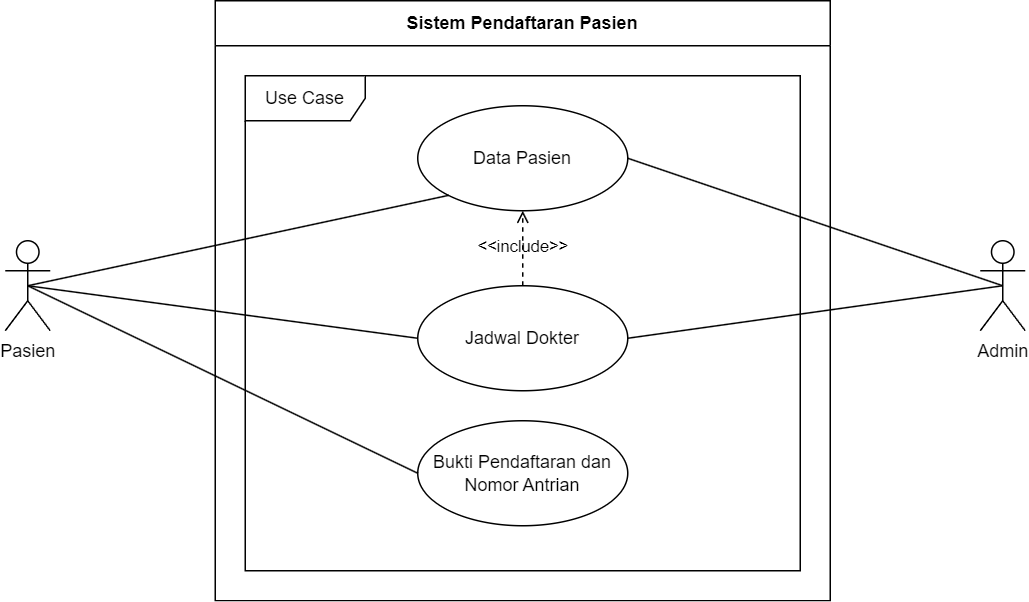 Sistem Pendaftaran Pasien
Use Case
Data Pasien
<<include>>
Jadwal Dokter
Pasien
Admin
Bukti Pendaftaran dan
Nomor Antrian